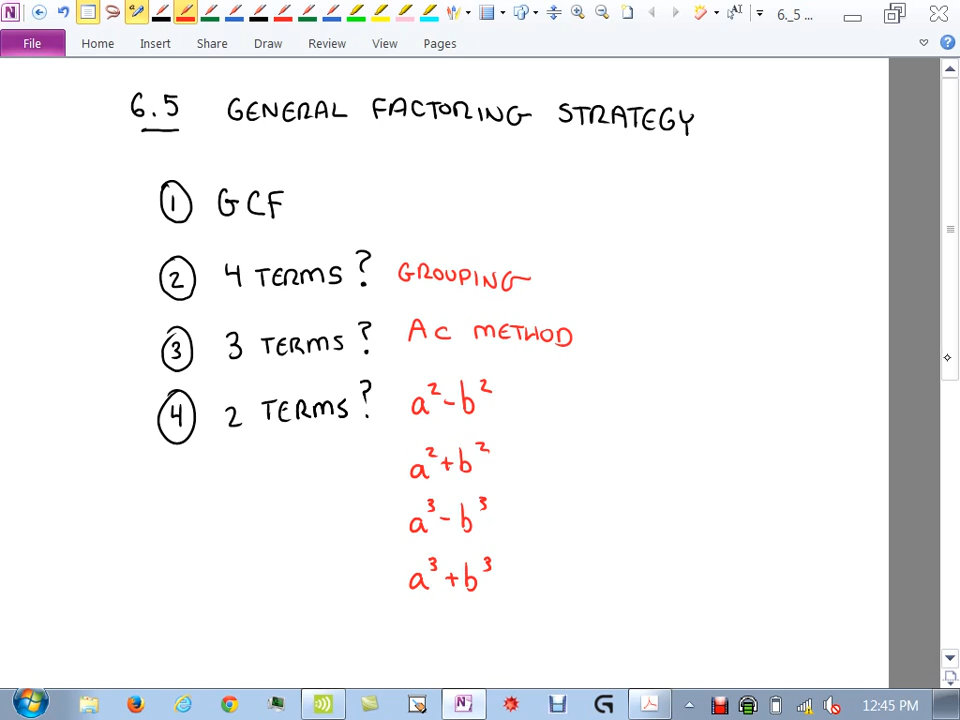 6._5 ...
File Home Insert Share Draw Review View Pages
6.5 GENERAL FACTORING STRATEGY
1 GCF
2 4 TERMS? GROUPING
3 3 TERMS? AC METHOD
4 2 TERMS? a² - b²
a² + b²
a³ - b³
a³ + b³
12:45 PM